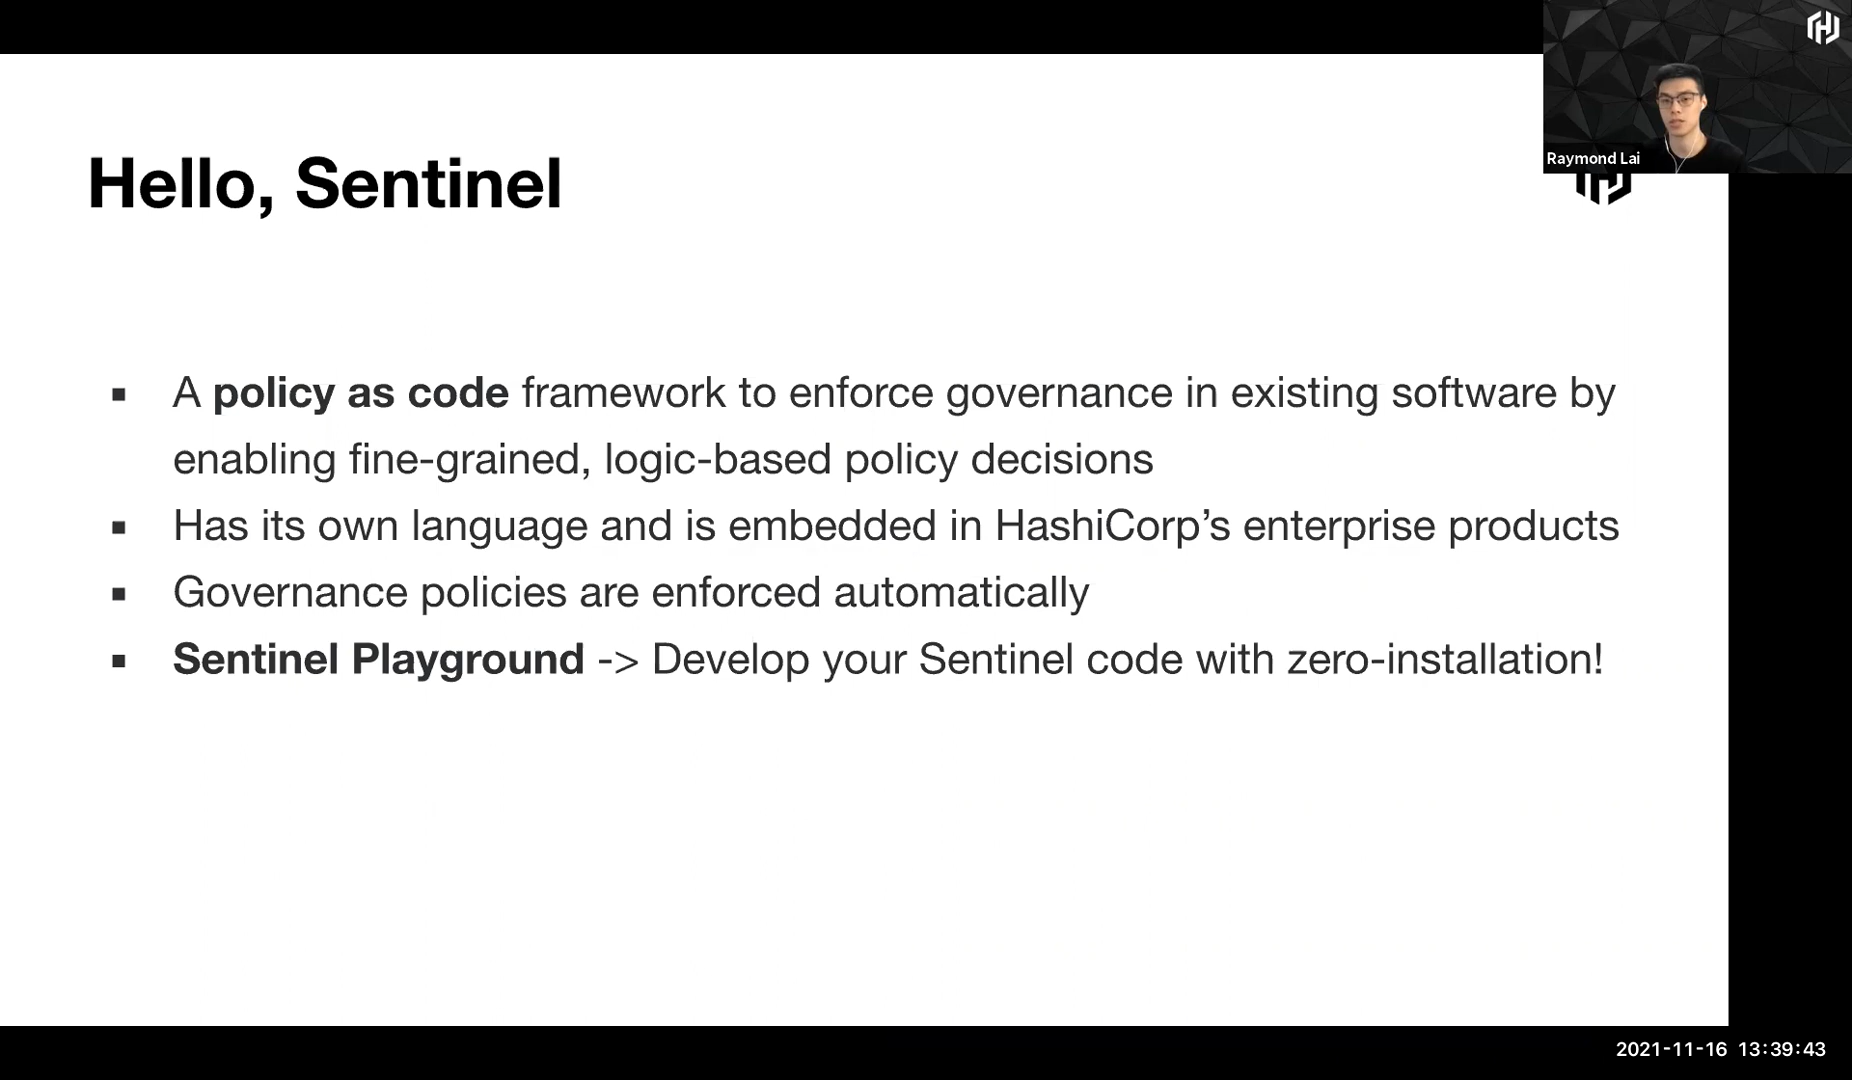 Raymond Lai
Hello, Sentinel
▪ A policy as code framework to enforce governance in existing software by
enabling fine-grained, logic-based policy decisions
▪ Has its own language and is embedded in HashiCorp’s enterprise products
▪ Governance policies are enforced automatically
▪ Sentinel Playground -> Develop your Sentinel code with zero-installation!
2021-11-16 13:39:43